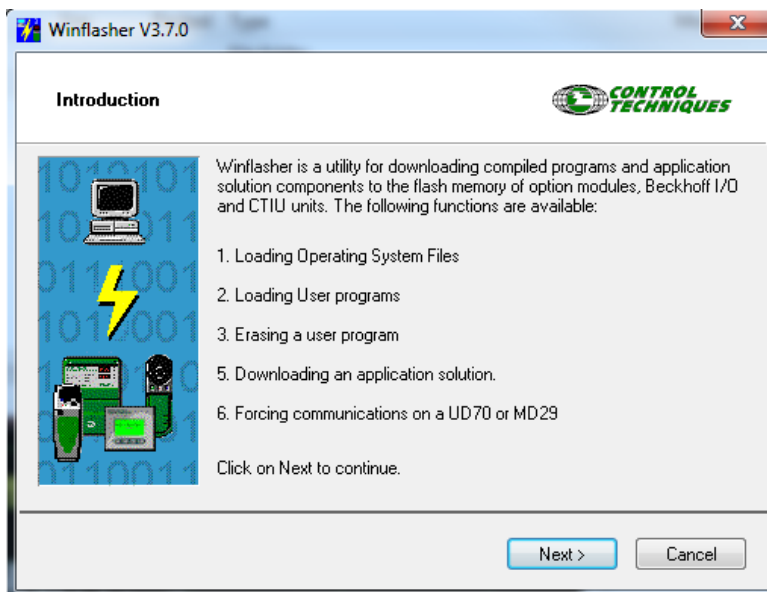 Winflasher V3.7.0
Introduction
CONTROL
TECHNIQUES
Winflasher is a utility for downloading compiled programs and application
solution components to the flash memory of option modules, Beckhoff I/O
and CTIU units. The following functions are available:
1. Loading Operating System Files
2. Loading User programs
3. Erasing a user program
5. Downloading an application solution.
6. Forcing communications on a UD70 or MD29
Click on Next to continue.
Next >
Cancel